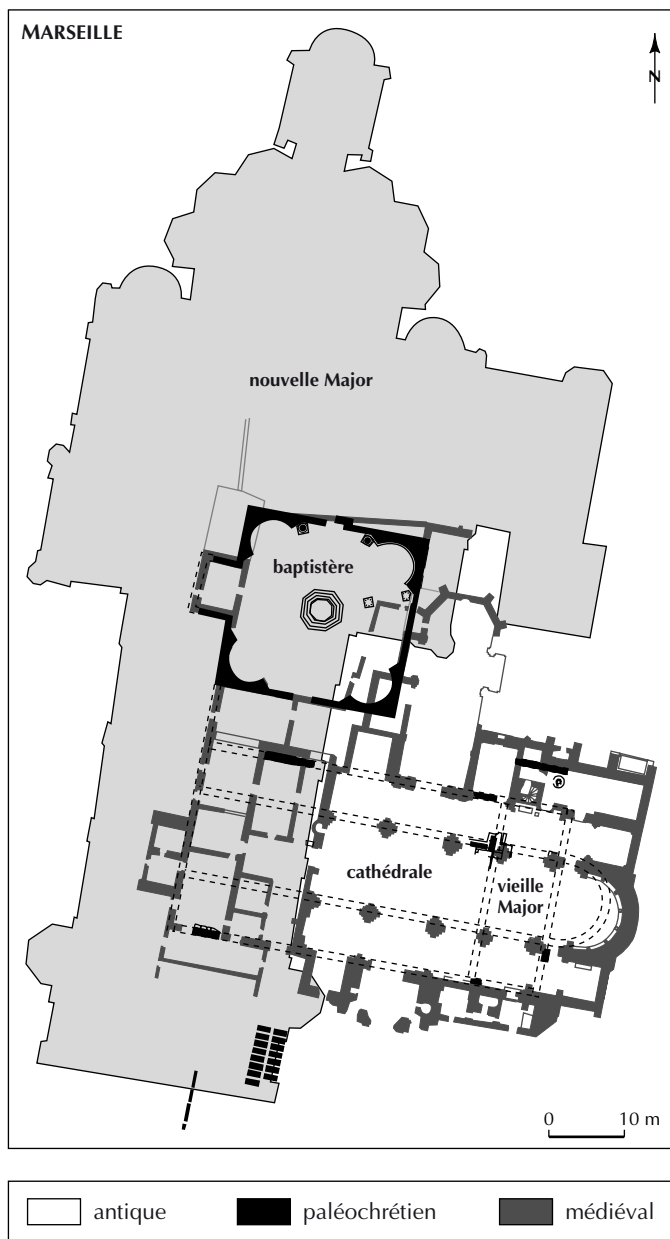 MARSEILLE
N
nouvelle Major
baptistère
cathédrale
vieille
Major
0 10 m
antique paléochrétien médiéval